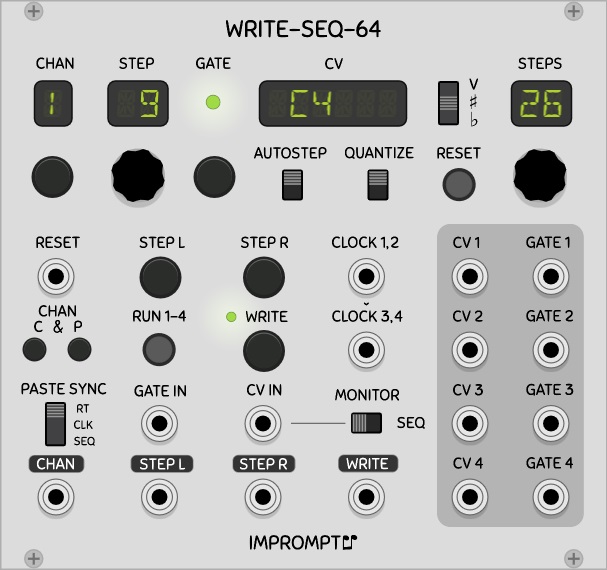 WRITE-SEQ-64
CHAN STEP GATE CV STEPS
1 9 C4 V 26
♯
♭
AUTOSTEP QUANTIZE RESET
RESET STEP L STEP R CLOCK 1,2 CV 1 GATE 1
CHAN
C & P RUN 1-4 WRITE CLOCK 3,4 CV 2 GATE 2
PASTE SYNC GATE IN CV IN MONITOR CV 3 GATE 3
RT
CLK SEQ
SEQ
CHAN STEP L STEP R WRITE CV 4 GATE 4
IMPROMPTU